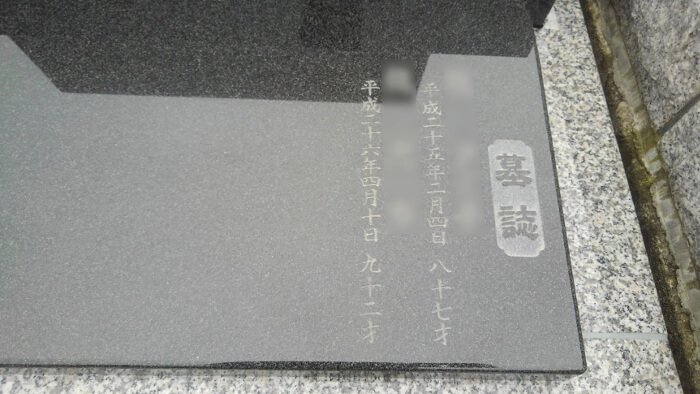 墓誌
平成二十五年二月四日 八十七才
平成二十六年四月十日 九十二才